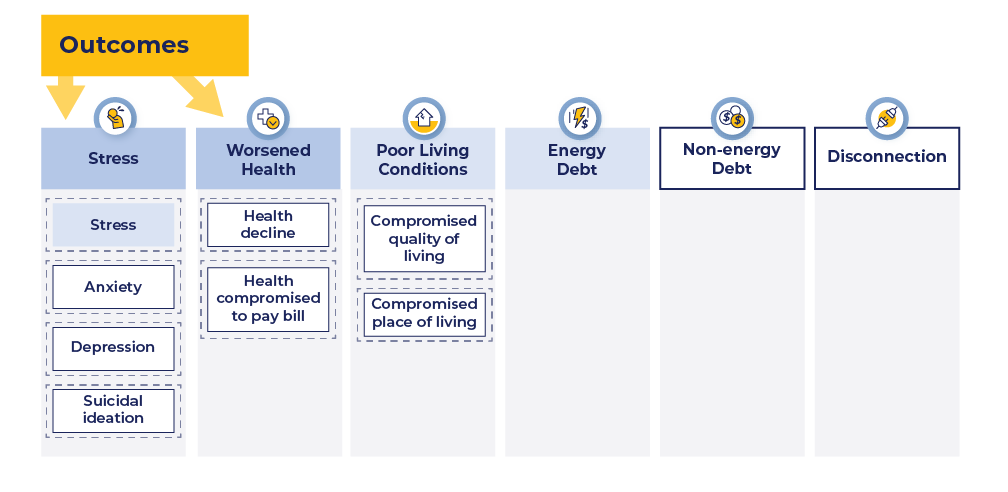 Outcomes
Stress
Worsened
Health
Poor Living
Conditions
Energy
Debt
Non-energy
Debt
Disconnection
Stress
Anxiety
Depression
Suicidal
ideation
Health
decline
Health
compromised
to pay bill
Compromised
quality of
living
Compromised
place of living